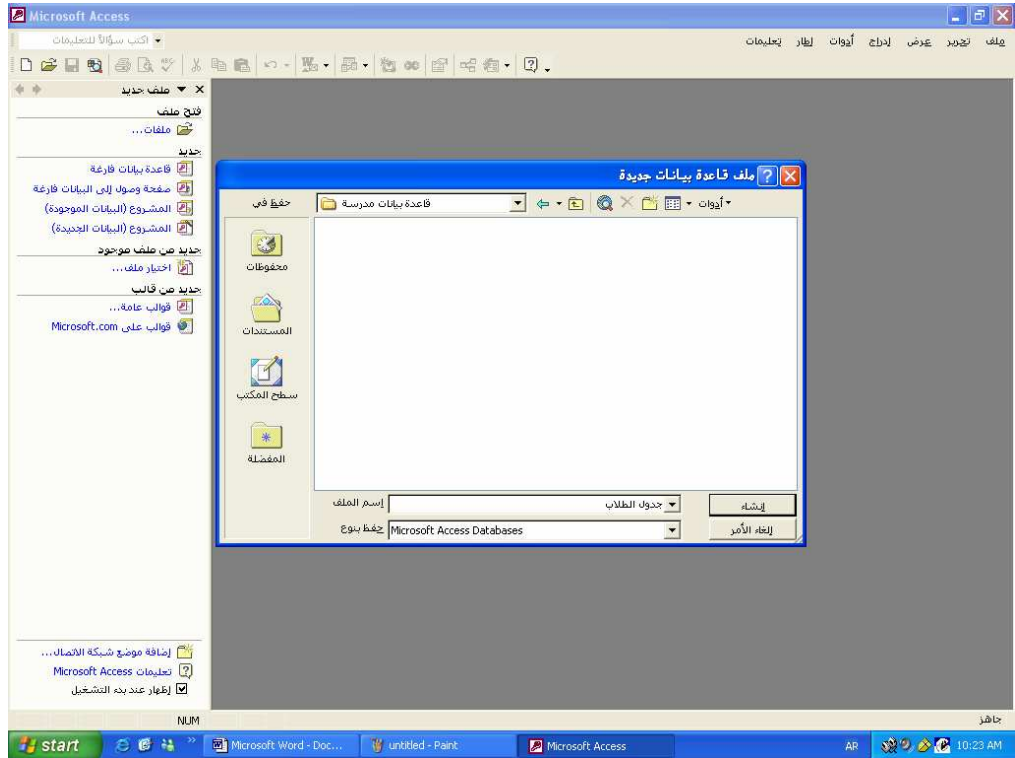 Microsoft Access
ملف تحرير عرض إدراج أدوات إطار تعليمات
اكتب سؤالاً للتعليمات
ملف جديد
فتح ملف
ملفات...
جديد
قاعدة بيانات فارغة
صفحة وصول إلى البيانات فارغة
المشروع (البيانات الموجودة)
المشروع (البيانات الجديدة)
جديد من ملف موجود
اختيار ملف...
جديد من قالب
قوالب عامة...
قوالب على Microsoft.com
ملف قاعدة بيانات جديدة
حفظ في
قاعدة بيانات مدرسة
أدوات
محفوظات
المستندات
سطح المكتب
المفضلة
إسم الملف
جدول الطلاب
إنشاء
حفظ بنوع
Microsoft Access Databases
إلغاء الأمر
إضافة موضع شبكة الاتصال...
تعليمات Microsoft Access
إظهار عند بدء التشغيل
NUM
جاهز
start
Microsoft Word - Doc...
untitled - Paint
Microsoft Access
AR
10:23 AM